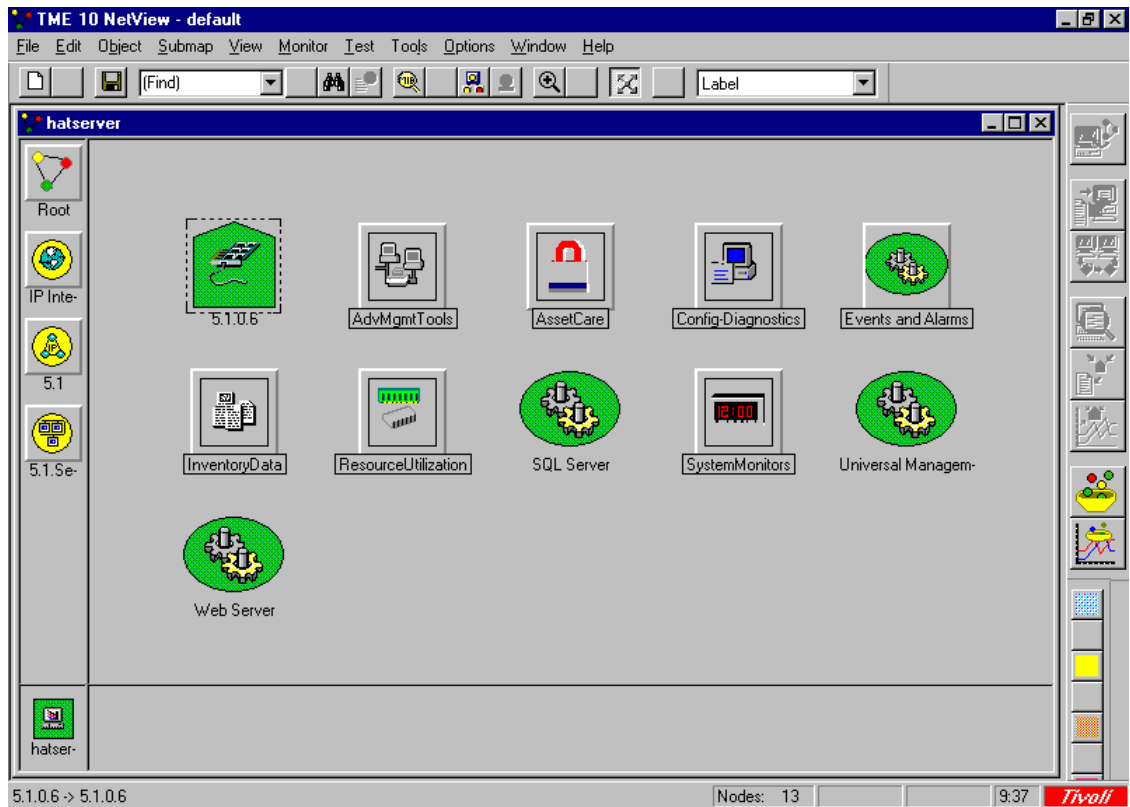 TME 10 NetView - default
File Edit Object Submap View Monitor Test Tools Options Window Help
(Find) Label
hatserver
Root
IP Inte-
5.1
5.1.Se-
5.1.0.6 AdvMgmtTools AssetCare Config-Diagnostics Events and Alarms
12:00
InventoryData ResourceUtilization SQL Server SystemMonitors Universal Managem-
Web Server
hatser-
5.1.0.6 -> 5.1.0.6 Nodes: 13 9:37 Tivoli